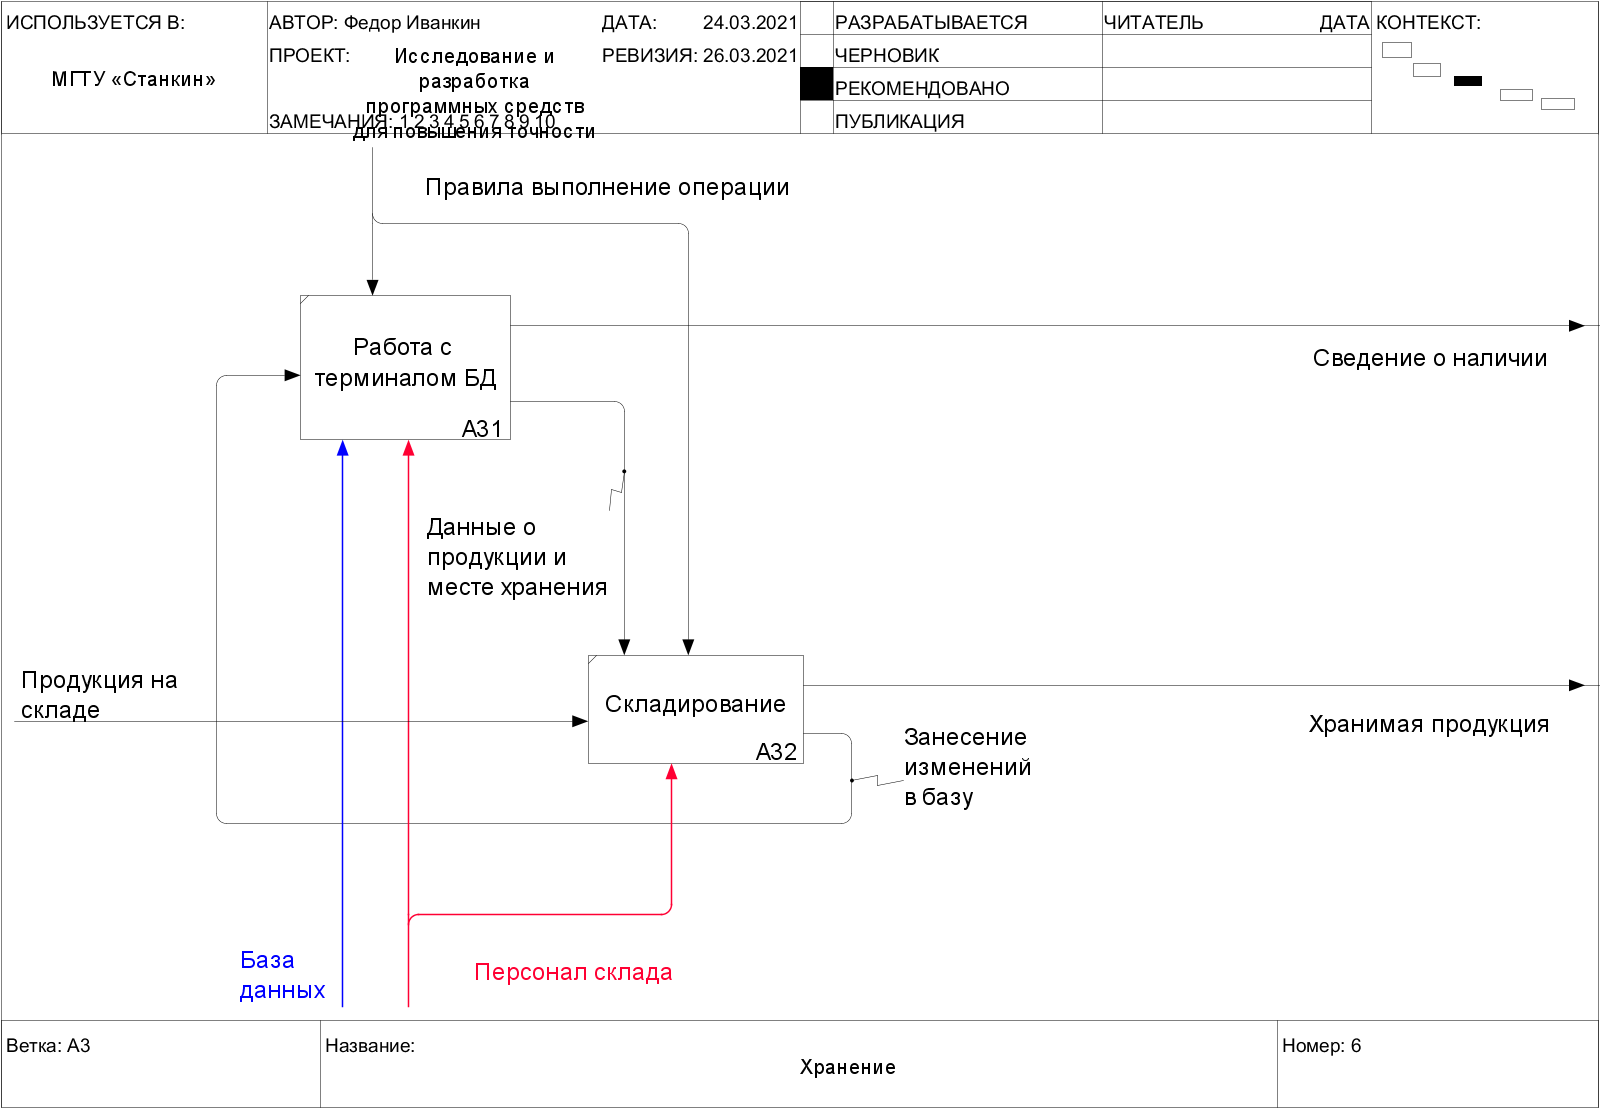 ИСПОЛЬЗУЕТСЯ В:
МГТУ «Станкин»
АВТОР: Федор Иванкин
ДАТА: 24.03.2021
ПРОЕКТ:
Исследование и
разработка
программных средств
для повышения точности
РЕВИЗИЯ: 26.03.2021
ЗАМЕЧАНИЯ: 1 2 3 4 5 6 7 8 9 10
РАЗРАБАТЫВАЕТСЯ
ЧЕРНОВИК
РЕКОМЕНДОВАНО
ПУБЛИКАЦИЯ
ЧИТАТЕЛЬ
ДАТА
КОНТЕКСТ:
Правила выполнение операции
Работа с
терминалом БД
А31
Сведение о наличии
Данные о
продукции и
месте хранения
Продукция на
складе
Складирование
А32
Хранимая продукция
Занесение
изменений
в базу
База
данных
Персонал склада
Ветка: А3
Название:
Хранение
Номер: 6